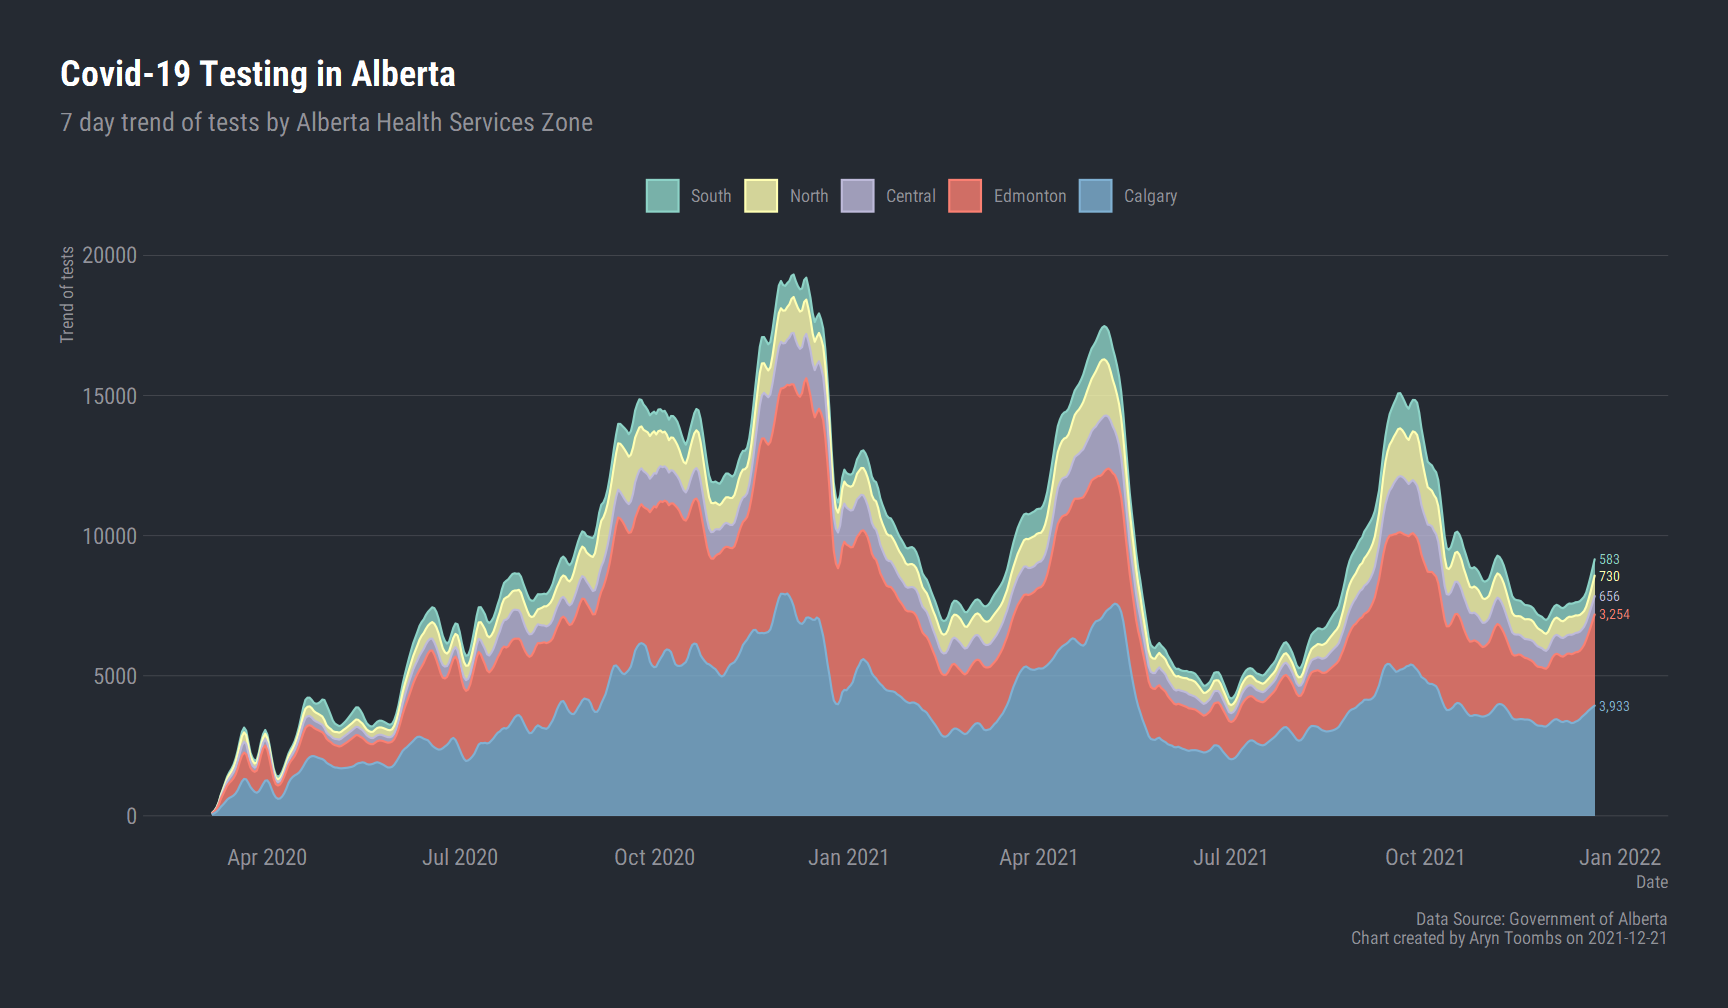 Covid-19 Testing in Alberta
7 day trend of tests by Alberta Health Services Zone
South North Central Edmonton Calgary
Trend of tests
20000
15000
10000
5000
0
583
730
656
3,254
3,933
Apr 2020 Jul 2020 Oct 2020 Jan 2021 Apr 2021 Jul 2021 Oct 2021 Jan 2022
Date
Data Source: Government of Alberta
Chart created by Aryn Toombs on 2021-12-21